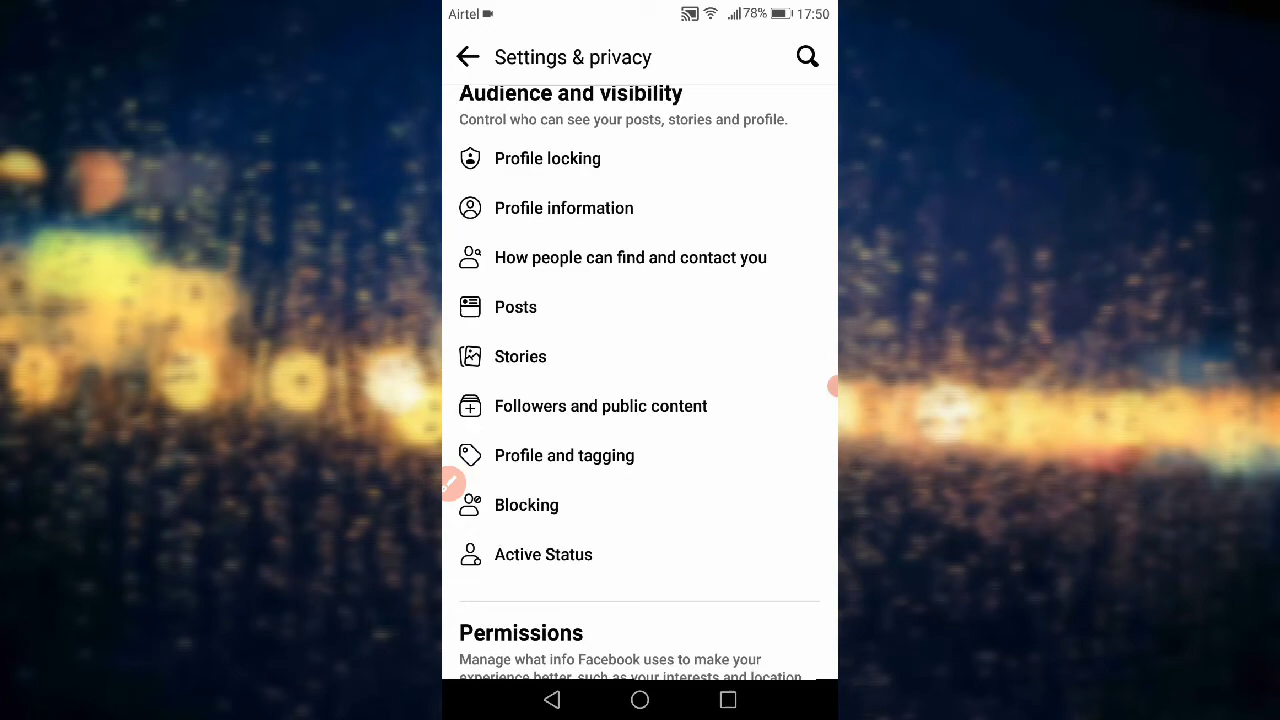 Airtel
78%
17:50
Settings & privacy
Audience and visibility
Control who can see your posts, stories and profile.
Profile locking
Profile information
How people can find and contact you
Posts
Stories
Followers and public content
Profile and tagging
Blocking
Active Status
Permissions
Manage what info Facebook uses to make your
experience better, such as your interests and location